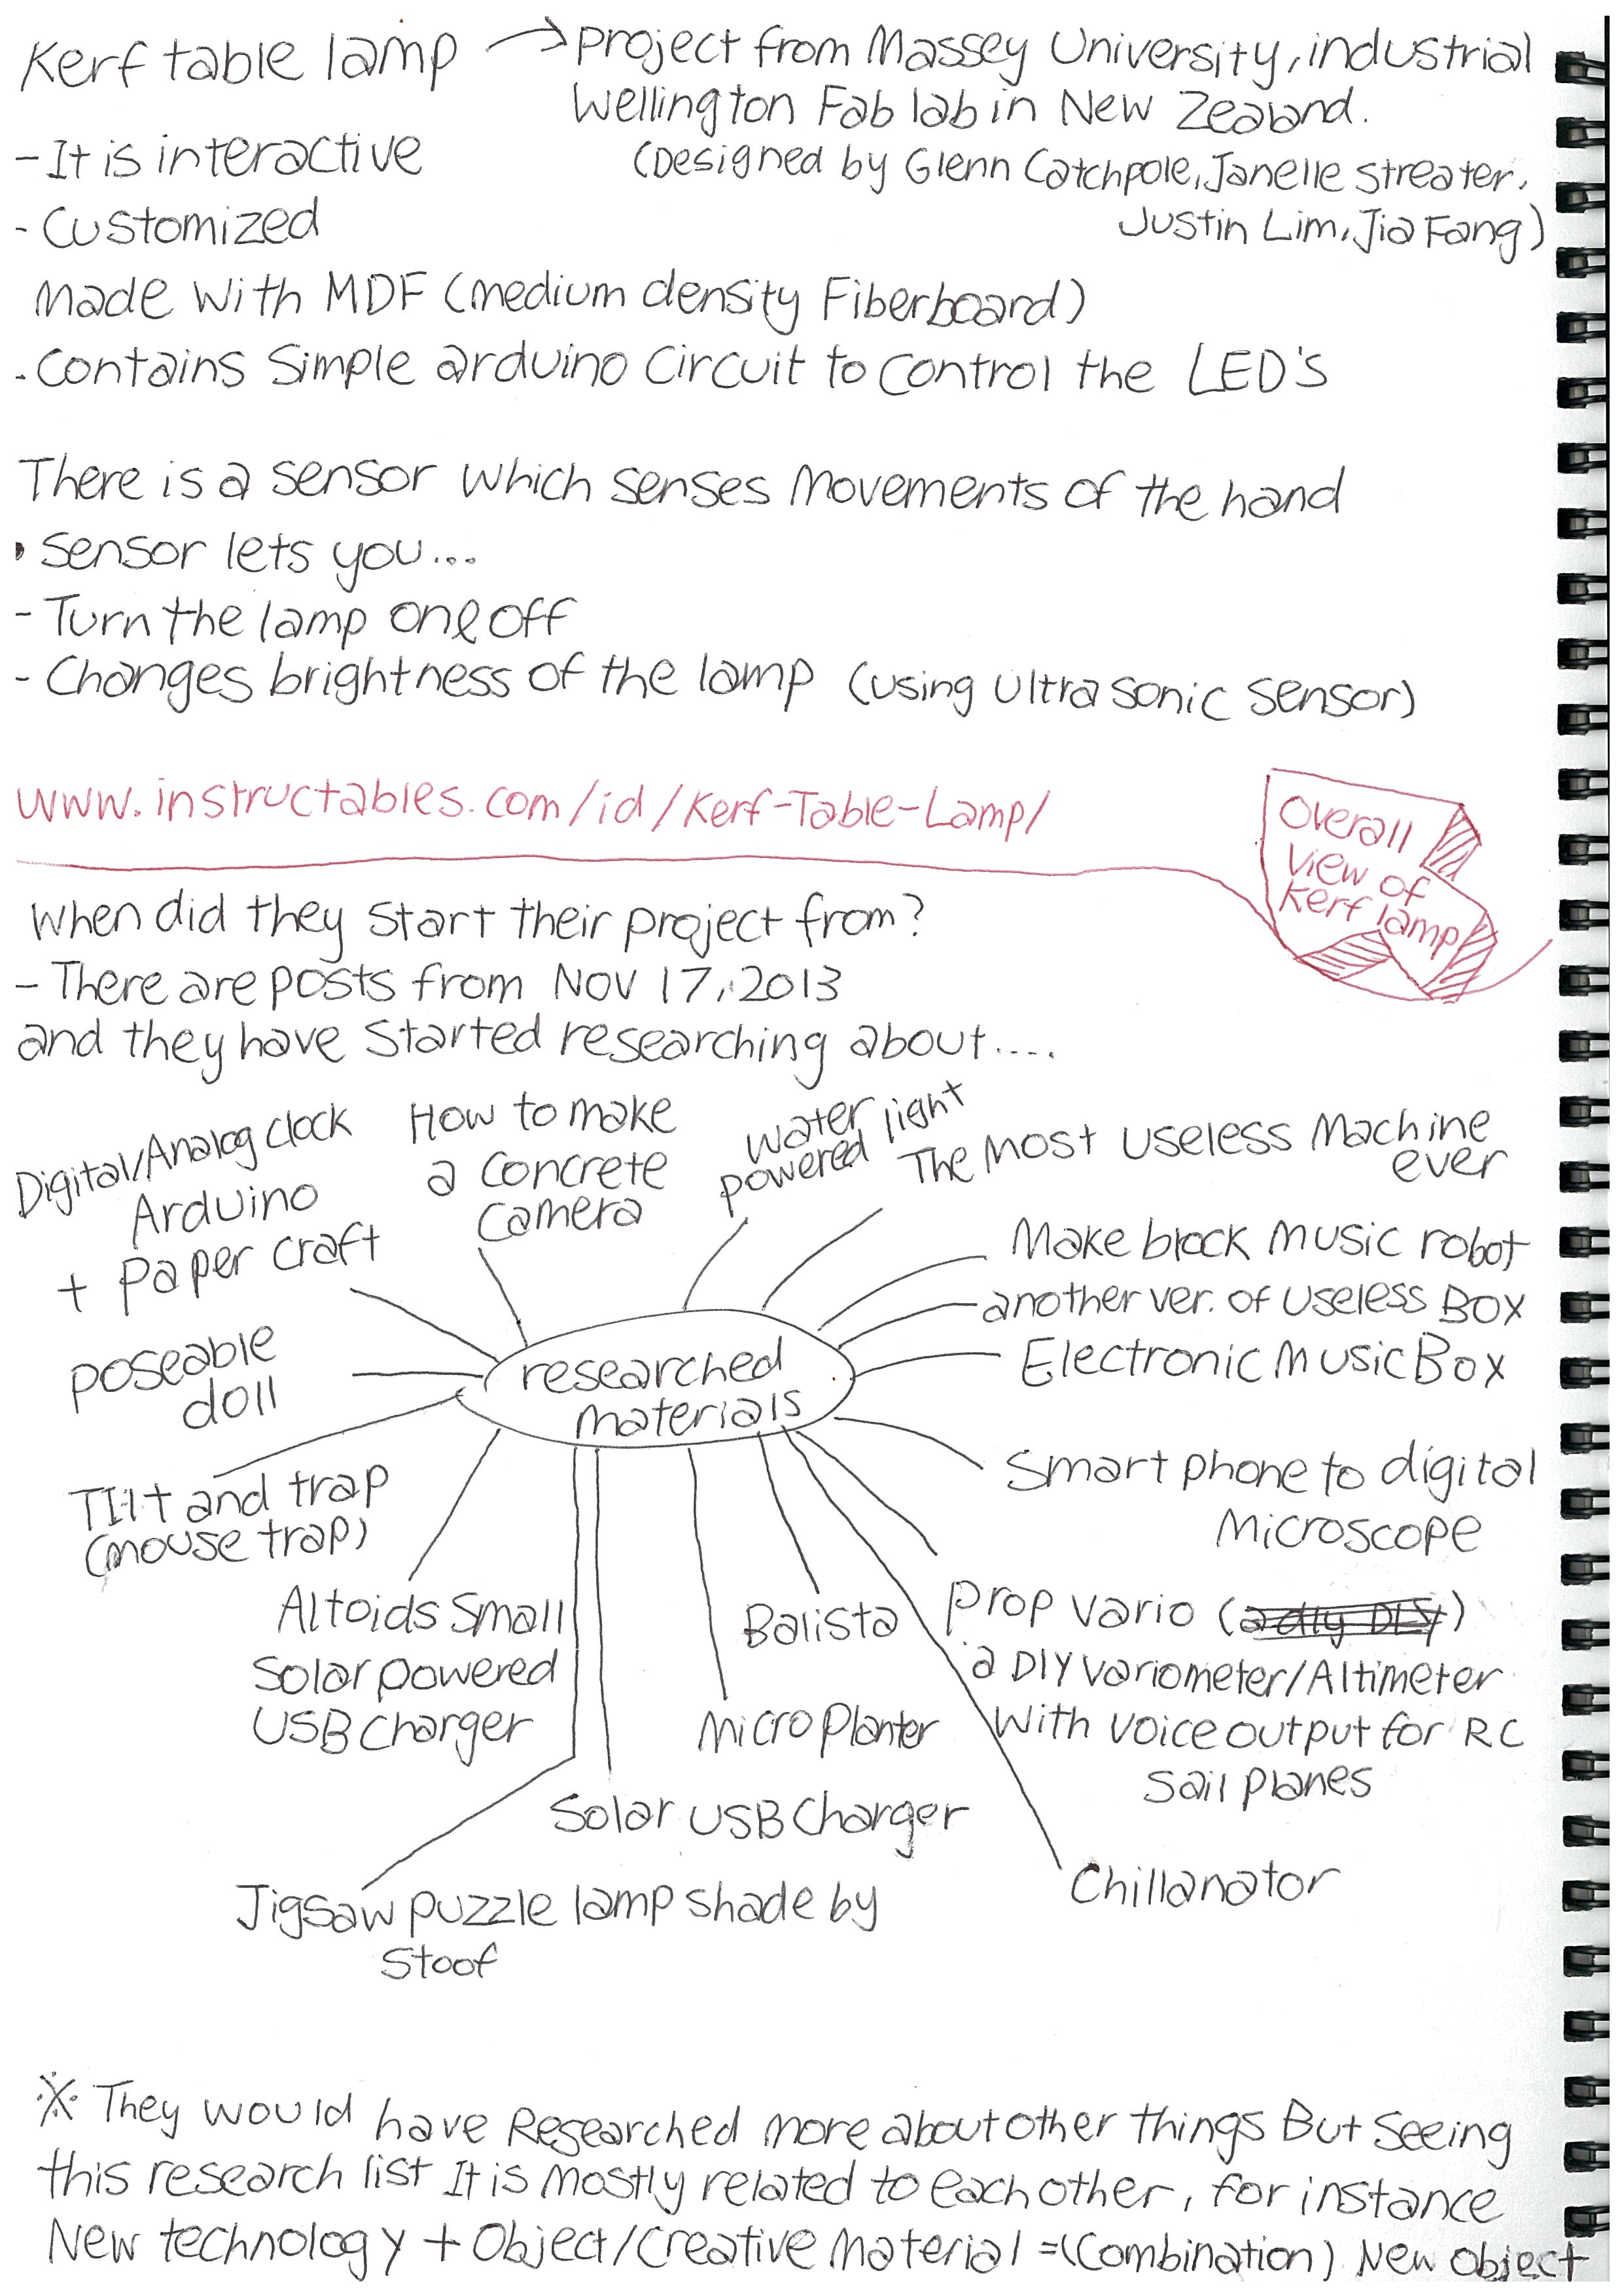 Kerf table lamp → Project from Massey University, industrial
Wellington Fab lab in New Zealand.
(Designed by Glenn Catchpole, Janelle Streater,
Justin Lim, Jia Fang)
- It is interactive
- Customized
made with MDF (medium density Fiberboard)
- Contains simple arduino circuit to control the LED's
There is a sensor which senses movements of the hand
• sensor lets you...
- Turn the lamp on & off
- Changes brightness of the lamp (using ultra sonic sensor)
www.instructables.com/id/Kerf-Table-Lamp/
Overall
view of
Kerf lamp
When did they start their project from?
- There are posts from Nov 17, 2013
and they have started researching about....
Digital/Analog clock
Arduino
+ Paper craft
How to make
a concrete
camera
water
powered light
The Most useless Machine
ever
Make block music robot
another ver. of useless Box
Electronic Music Box
Smart phone to digital
Microscope
Prop vario (
)
a DIY variometer/Altimeter
with voice output for RC
Sail planes
Chillanator
Balista
Micro Planter
Solar USB Charger
Jigsaw puzzle lamp shade by
Stoof
Altoids Small
Solar powered
USB Charger
Tilt and trap
(mouse trap)
poseable
doll
researched
materials
※ They would have Researched more about other things But Seeing
this research list It is mostly related to each other, for instance
New technology + Object/Creative Material = (Combination) New Object